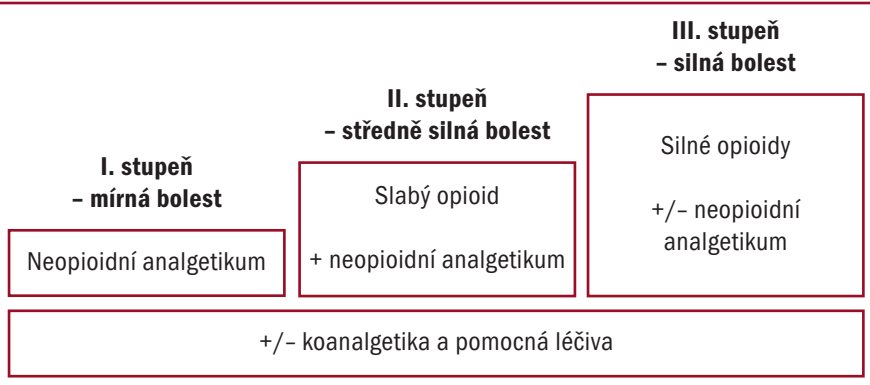 I. stupeň
– mírná bolest
Neopioidní analgetikum
II. stupeň
– středně silná bolest
Slabý opioid
+ neopioidní analgetikum
III. stupeň
– silná bolest
Silné opioidy
+/– neopioidní
analgetikum
+/– koanalgetika a pomocná léčiva